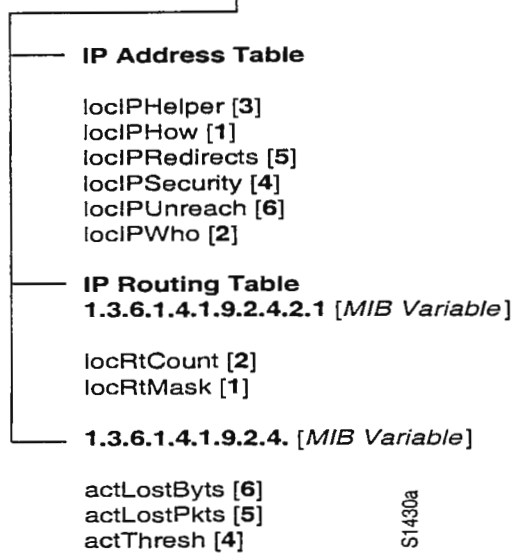 IP Address Table
locIPHelper [3]
locIPHow [1]
locIPRedirects [5]
locIPSecurity [4]
locIPUnreach [6]
locIPWho [2]
IP Routing Table
1.3.6.1.4.1.9.2.4.2.1 [MIB Variable]
locRtCount [2]
locRtMask [1]
1.3.6.1.4.1.9.2.4. [MIB Variable]
actLostByts [6]
actLostPkts [5]
actThresh [4]
S1430a